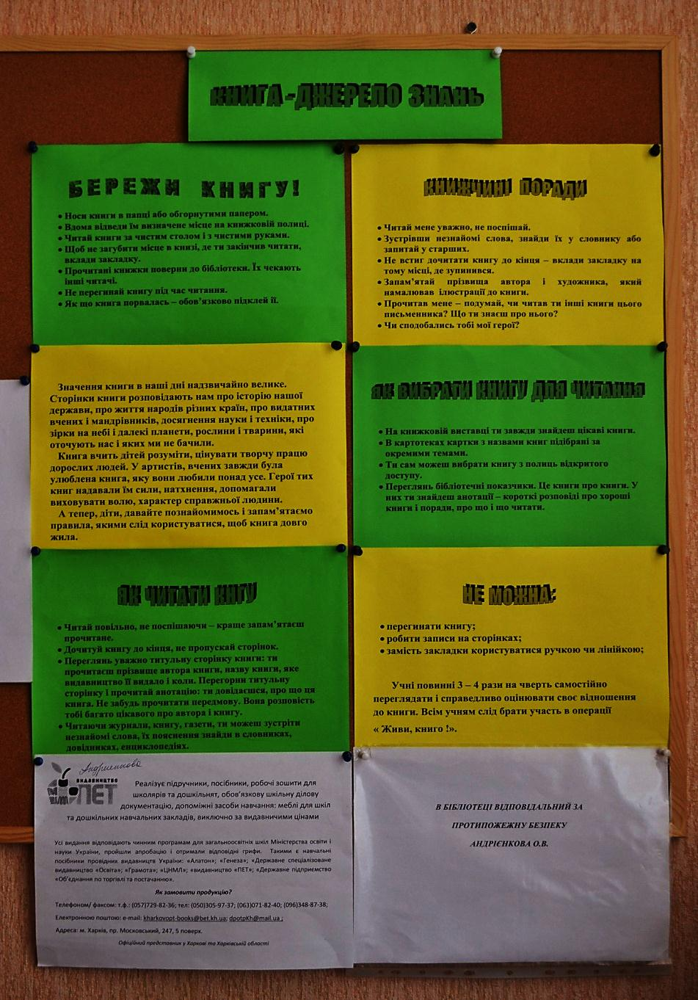 КНИГА-ДЖЕРЕЛО ЗНАНЬ
БЕРЕЖИ КНИГУ!
• Носи книги в папці або обгорнутими папером.
• Вдома відведи їм визначене місце на книжковій полиці.
• Читай книги за чистим столом і з чистими руками.
• Щоб не загубити місце в книзі, де ти закінчив читати,
вклади закладку.
• Прочитані книжки поверни до бібліотеки. Їх чекають
інші читачі.
• Не перегинай книгу під час читання.
• Як що книга порвалась – обов’язково підклей її.
КНИЖЧИНІ ПОРАДИ
• Читай мене уважно, не поспішай.
• Зустрівши незнайомі слова, знайди їх у словнику або
запитай у старших.
• Не встиг дочитати книгу до кінця – вклади закладку на
тому місці, де зупинився.
• Запам’ятай прізвища автора і художника, який
намалював ілюстрації до книги.
• Прочитав мене – подумай, чи читав ти інші книги цього
письменника? Що ти знаєш про нього?
• Чи сподобались тобі мої герої?
Значення книги в наші дні надзвичайно велике.
Сторінки книги розповідають нам про історію нашої
держави, про життя народів різних країн, про видатних
вчених і мандрівників, досягнення науки і техніки, про
зірки на небі і далекі планети, рослини і тварини, які
оточують нас і яких ми не бачили.
Книга вчить дітей розуміти, цінувати творчу працю
дорослих людей. У артистів, вчених завжди була
улюблена книга, яку вони любили понад усе. Герої тих
книг надавали їм сили, натхнення, допомагали
виховувати волю, характер справжньої людини.
А тепер, діти, давайте познайомимось і запам’ятаємо
правила, якими слід користуватися, щоб книга довго
жила.
ЯК ВИБРАТИ КНИГУ ДЛЯ ЧИТАННЯ
• На книжковій виставці ти завжди знайдеш цікаві книги.
• В картотеках картки з назвами книг підібрані за
окремими темами.
• Ти сам можеш вибрати книгу з полиць відкритого
доступу.
• Переглянь бібліотечні показчики. Це книги про книги. У
них ти знайдеш анотації – короткі розповіді про хороші
книги і поради, про що і що читати.
ЯК ЧИТАТИ КНГУ
• Читай повільно, не поспішаючи – краще запам’ятаєш
прочитане.
• Дочитуй книгу до кінця, не пропускай сторінок.
• Переглянь уважно титульну сторінку книги: ти
прочитаєш прізвище автора книги, назву книги, яке
видавництво її видало і коли. Перегорни титульну
сторінку і прочитай анотацію: ти довідаєшся, про що ця
книга. Не забудь прочитати передмову. Вона розповість
тобі багато цікавого про автора і книгу.
• Читаючи журнали, книгу, газети, ти можеш зустріти
незнайомі слова, їх пояснення знайди в словниках,
довідниках, енциклопедіях.
НЕ МОЖНА:
• перегинати книгу;
• робити записи на сторінках;
• замість закладки користуватися ручкою чи лінійкою;
Учні повинні 3 – 4 рази на чверть самостійно
переглядати і справедливо оцінювати своє відношення
до книги. Всім учням слід брати участь в операції
« Живи, книго !».
Андрієнкова
ВИДАВНИЦТВО
ПЕТ
Реалізує підручники, посібники, робочі зошити для
школярів та дошкільнят, обов’язкову шкільну ділову
документацію, допоміжні засоби навчання: меблі для шкіл
та дошкільних навчальних закладів, виключно за видавничими цінами
Усі видання відповідають чинним програмам для загальноосвітніх шкіл Міністерства освіти і
науки України, пройшли апробацію і отримали відповідні грифи. Такими є навчальні
посібники провідних видавництв України: «Алатон»; «Генеза»; «Державне спеціалізоване
видавництво «Освіта»; «Грамота»; «ЦНМЛ»; «видавництво «ПЕТ»; «Державне підприємство
«Об’єднання по торгівлі та постачанню».
Як замовити продукцію?
Телефоном/ факсом: т.ф.: (057)729-82-36; тел: (050)305-97-37; (063)071-82-40; (096)348-87-38;
Електронною поштою: e-mail: kharkovopt-books@bet.kh.ua; dpotpKh@mail.ua ;
Адреса: м. Харків, пр. Московський, 247, 5 поверх.
Офіційний представник у Харкові та Харківській області
В БІБЛІОТЕЦІ ВІДПОВІДАЛЬНИЙ ЗА
ПРОТИПОЖЕЖНУ БЕЗПЕКУ
АНДРІЄНКОВА О.В.